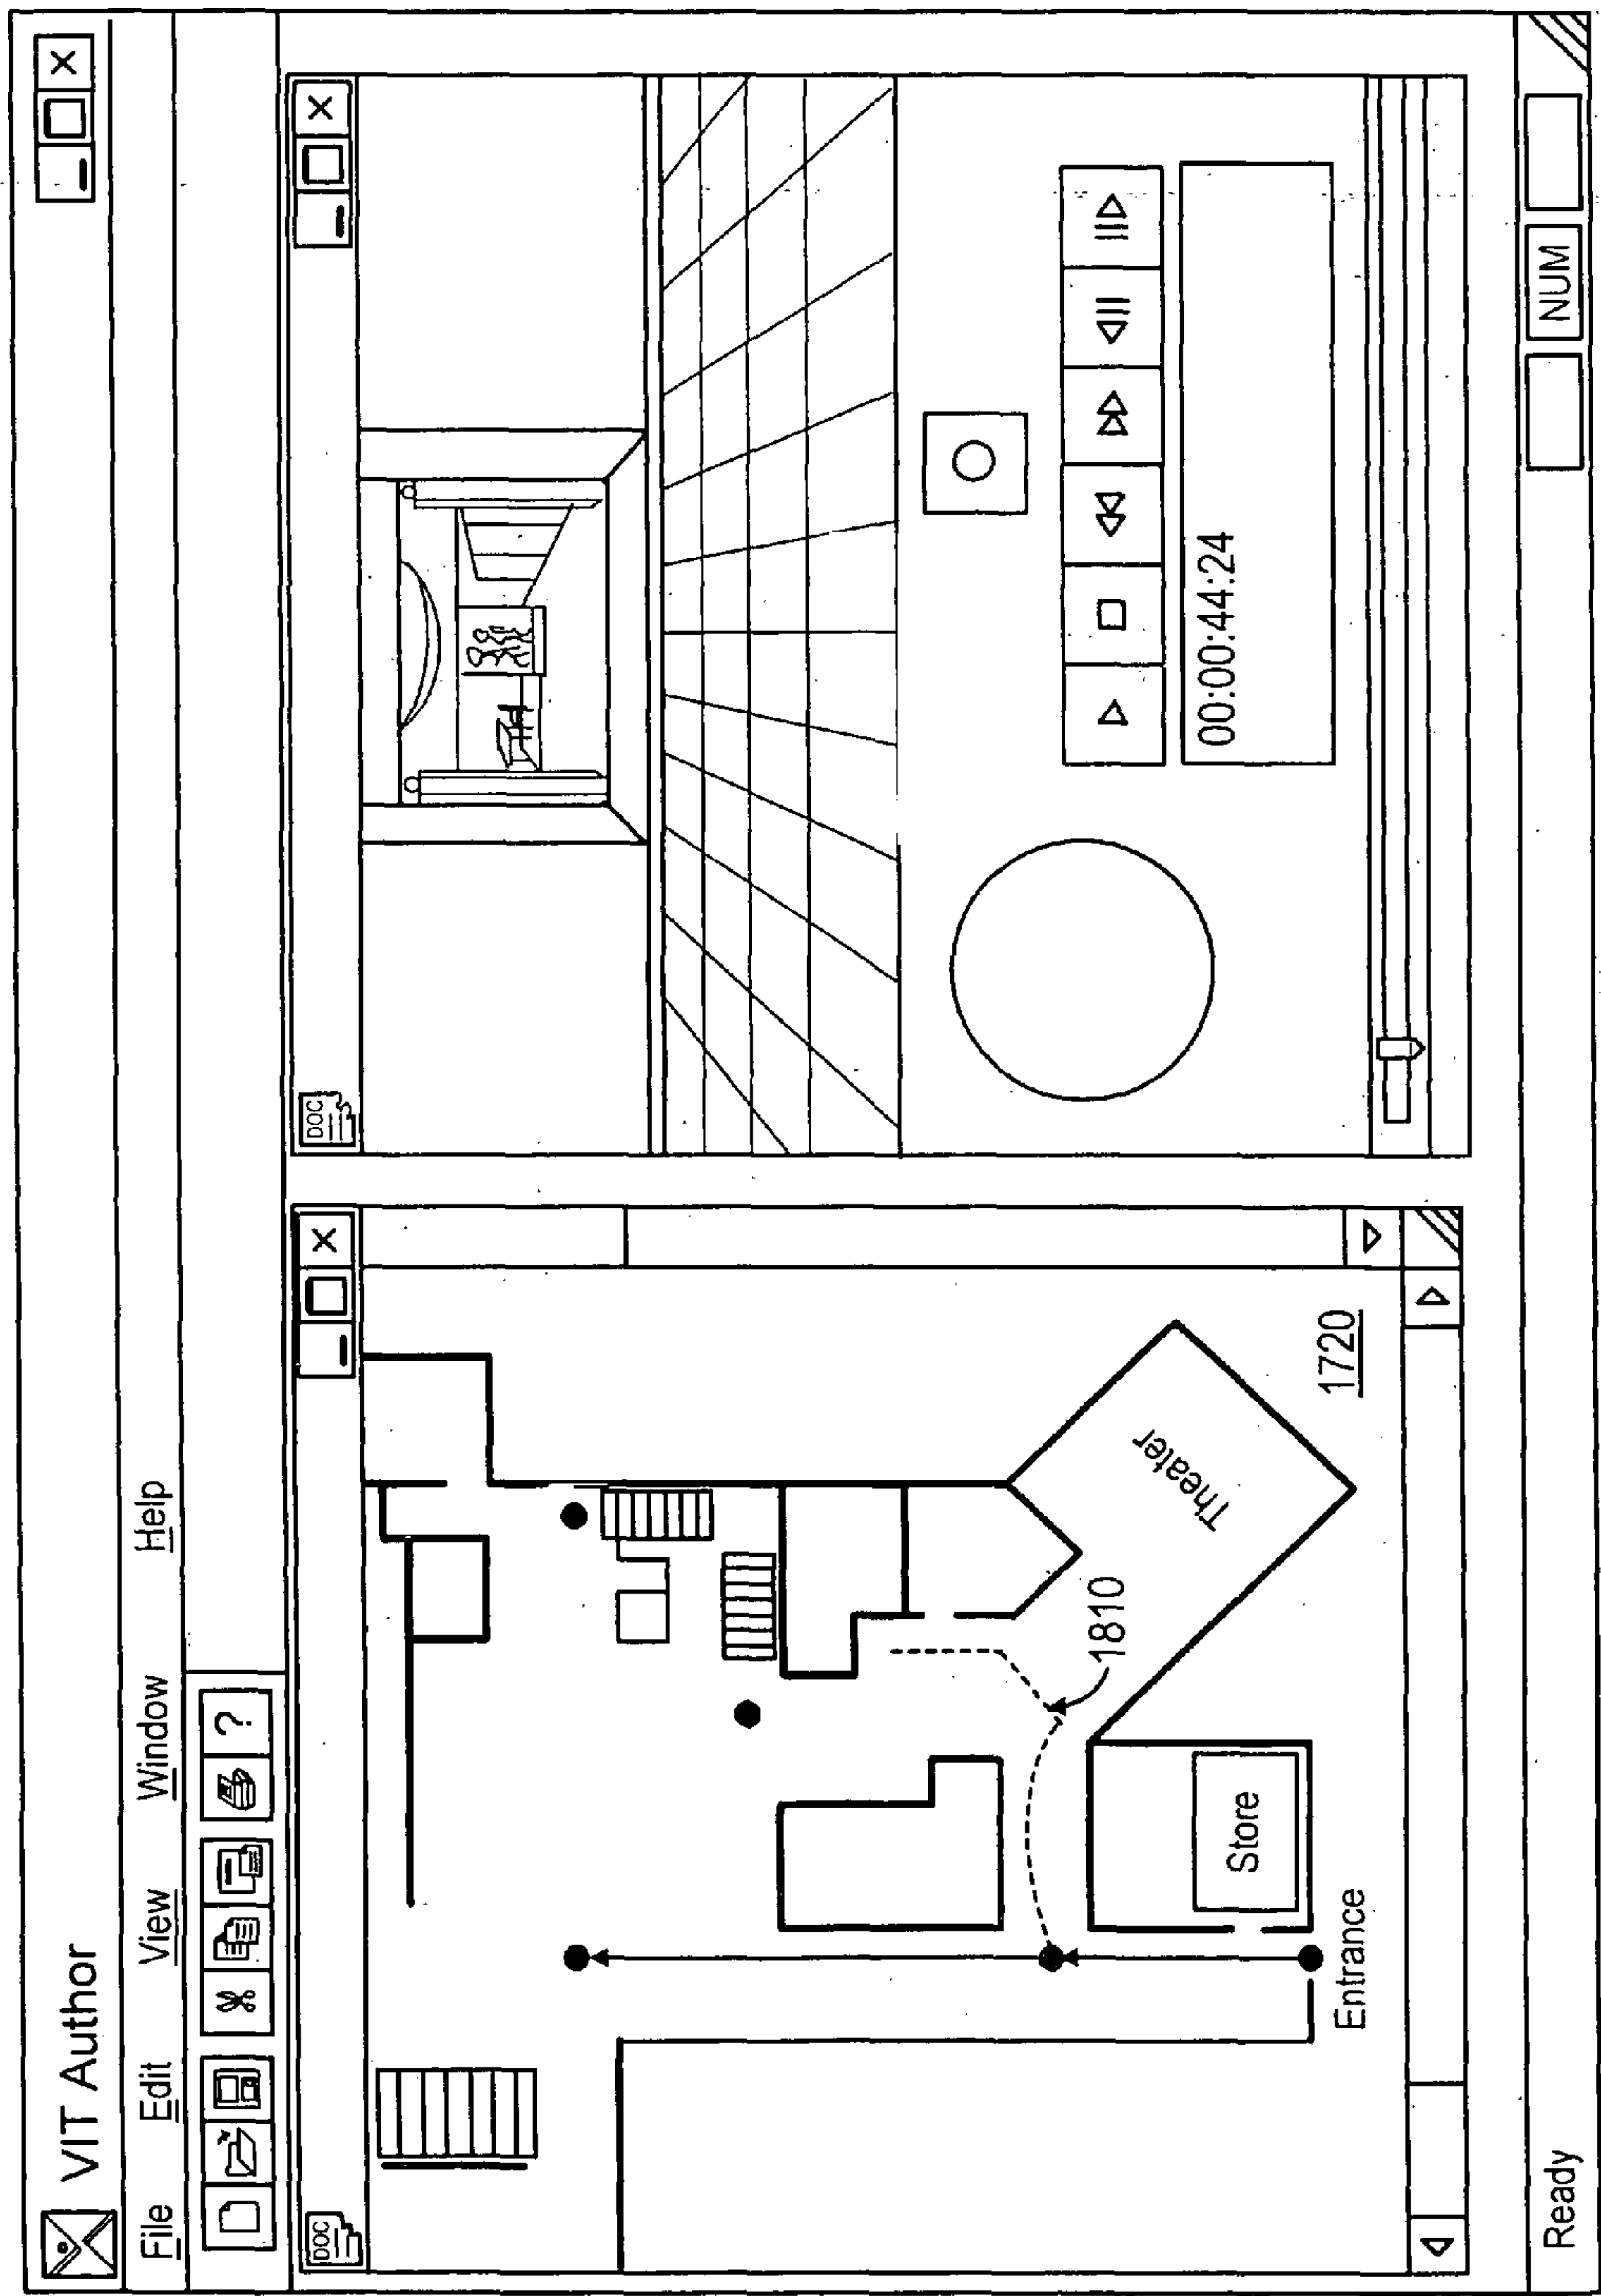 VIT Author
File Edit View Window Help
?
DOC
Theater
1810
Store
Entrance
1720
DOC
00:00:44:24
Ready
NUM